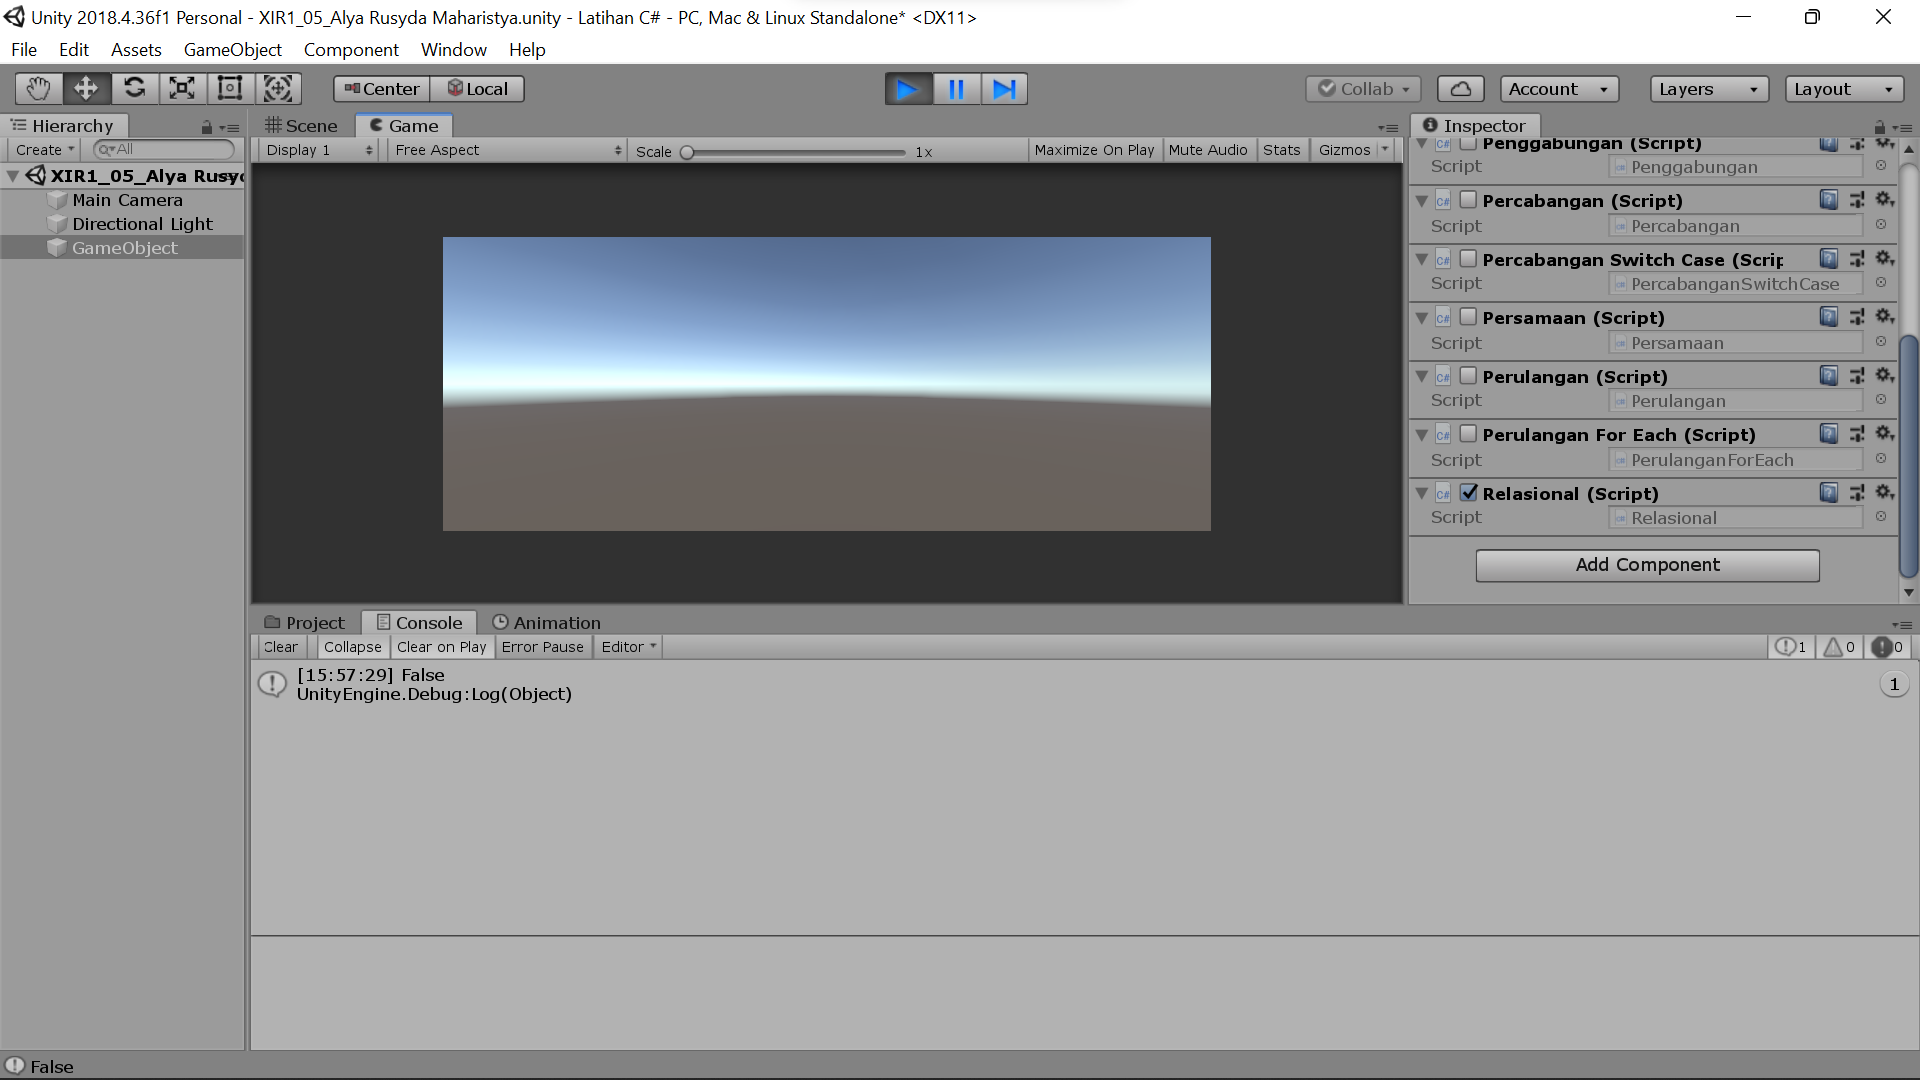 Unity 2018.4.36f1 Personal - XIR1_05_Alya Rusyda Maharistya.unity - Latihan C# - PC, Mac & Linux Standalone* <DX11>
File Edit Assets GameObject Component Window Help
Center Local Collab Account Layers Layout
Hierarchy
Create All
XIR1_05_Alya Rusyd
Main Camera
Directional Light
GameObject
Scene Game
Display 1 Free Aspect Scale 1x Maximize On Play Mute Audio Stats Gizmos
Inspector
Penggabungan (Script)
Script Penggabungan
C# Percabangan (Script)
Script Percabangan
C# Percabangan Switch Case (Scrip
Script PercabanganSwitchCase
C# Persamaan (Script)
Script Persamaan
C# Perulangan (Script)
Script Perulangan
C# Perulangan For Each (Script)
Script PerulanganForEach
C# Relasional (Script)
Script Relasional
Add Component
Project Console Animation
Clear Collapse Clear on Play Error Pause Editor 1 0 0
[15:57:29] False
UnityEngine.Debug:Log(Object)
1
False